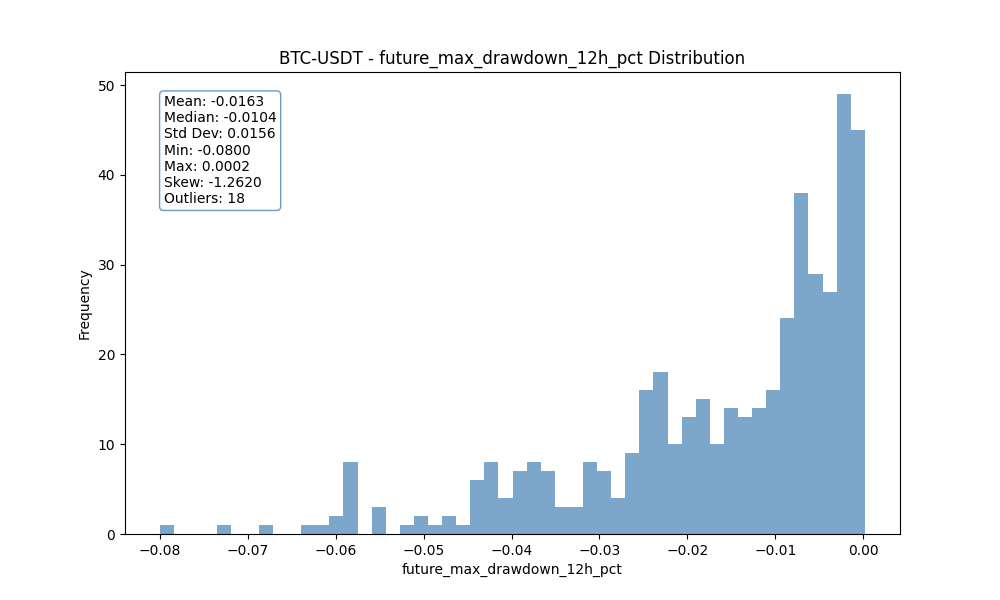 BTC-USDT - future_max_drawdown_12h_pct Distribution
50
40
30
20
10
0
Frequency
Mean: -0.0163
Median: -0.0104
Std Dev: 0.0156
Min: -0.0800
Max: 0.0002
Skew: -1.2620
Outliers: 18
−0.08 −0.07 −0.06 −0.05 −0.04 −0.03 −0.02 −0.01 0.00
future_max_drawdown_12h_pct